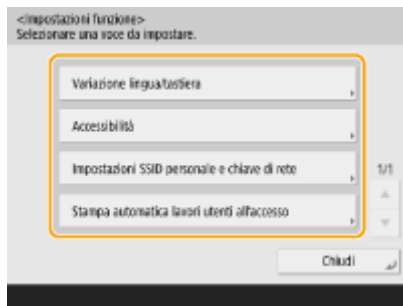 <Impostazioni funzione>
Selezionare una voce da impostare.
Variazione lingua/tastiera
Accessibilità
Impostazioni SSID personale e chiave di rete
1/1
Stampa automatica lavori utenti all'accesso
Chiudi